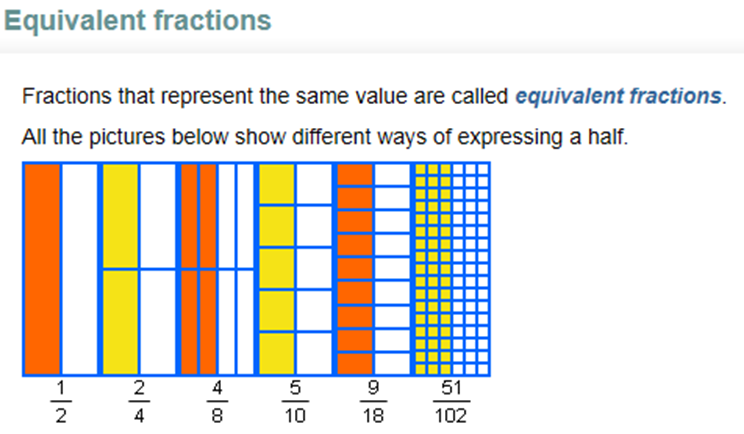 Equivalent fractions
Fractions that represent the same value are called equivalent fractions.
All the pictures below show different ways of expressing a half.
1/2 2/4 4/8 5/10 9/18 51/102